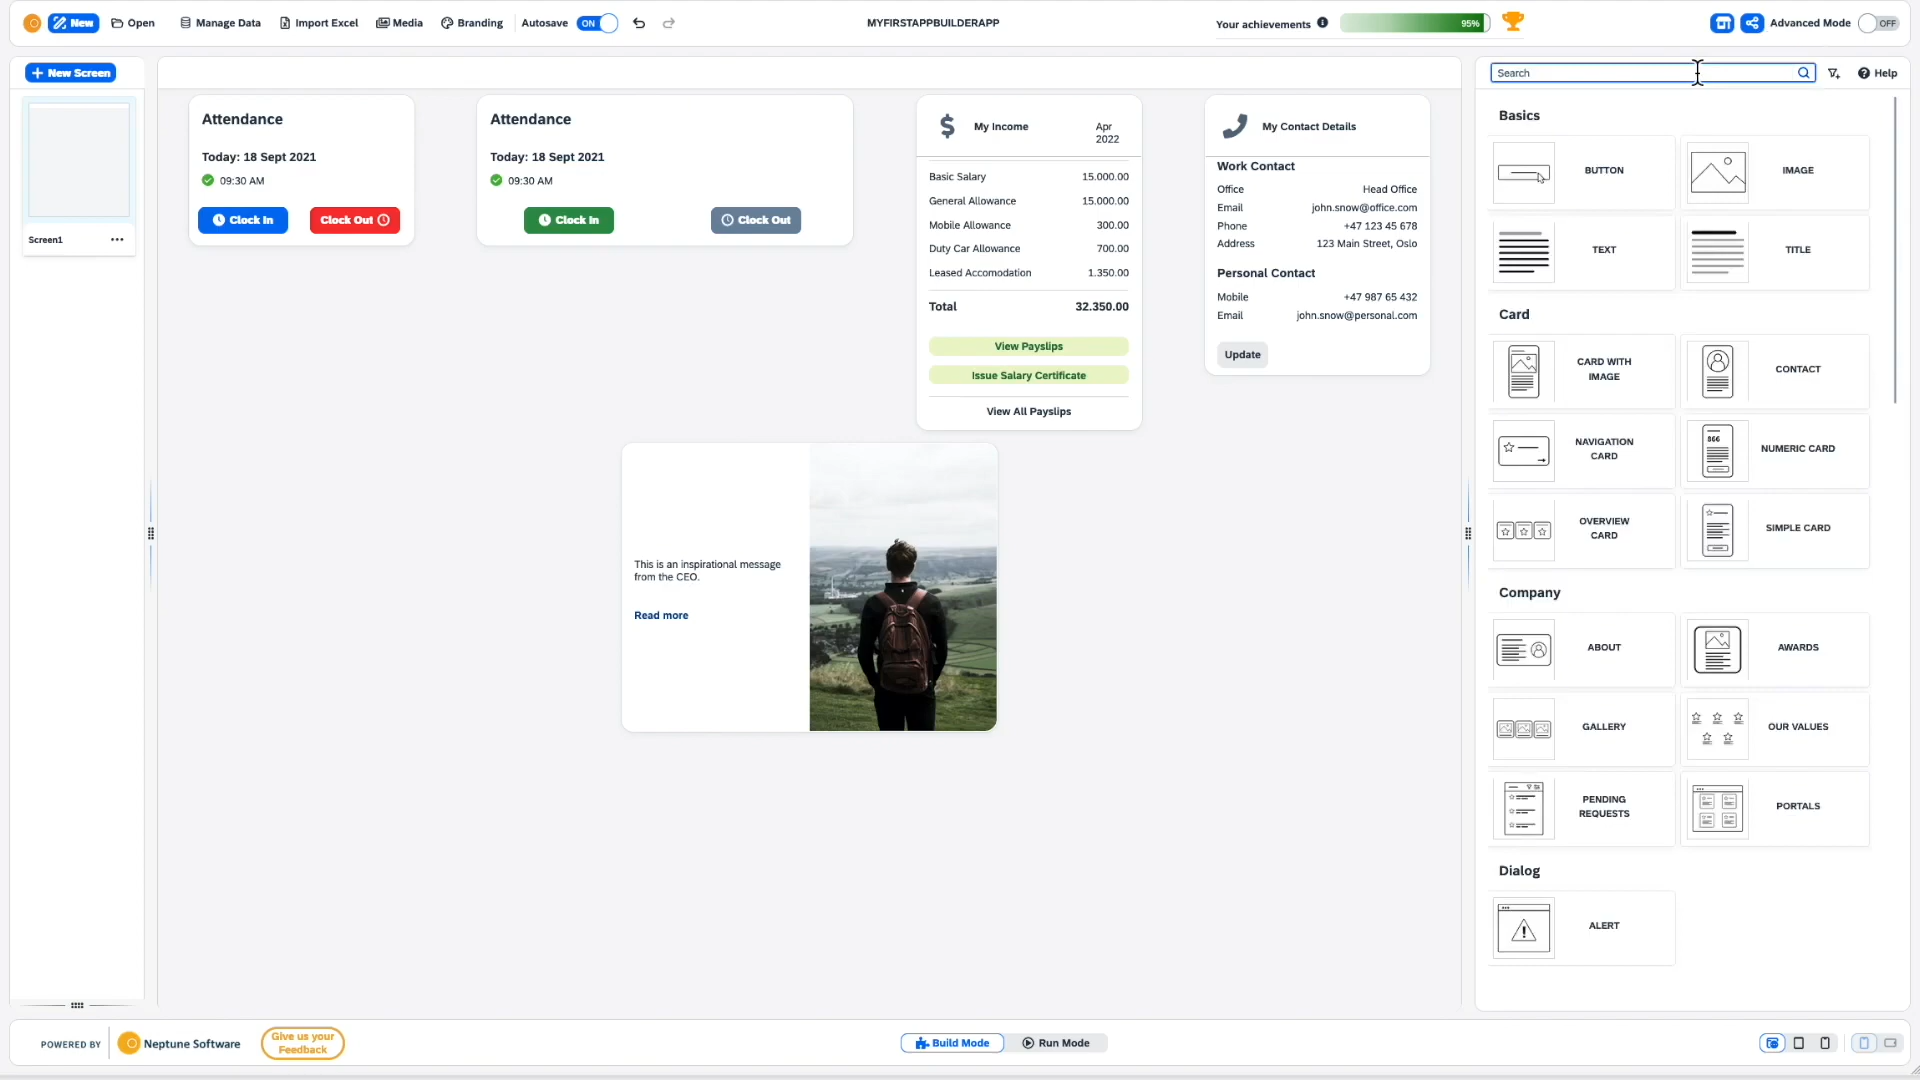 New
Open
Manage Data
Import Excel
Media
Branding
Autosave
ON
MYFIRSTAPPBUILDERAPP
Your achievements
95%
Advanced Mode
OFF
New Screen
Screen1
Attendance
Today: 18 Sept 2021
09:30 AM
Clock In
Clock Out
Attendance
Today: 18 Sept 2021
09:30 AM
Clock In
Clock Out
My Income
Apr
2022
Basic Salary 15.000.00
General Allowance 15.000.00
Mobile Allowance 300.00
Duty Car Allowance 700.00
Leased Accomodation 1.350.00
Total 32.350.00
View Payslips
Issue Salary Certificate
View All Payslips
My Contact Details
Work Contact
Office Head Office
Email john.snow@office.com
Phone +47 123 45 678
Address 123 Main Street, Oslo
Personal Contact
Mobile +47 987 65 432
Email john.snow@personal.com
Update
This is an inspirational message
from the CEO.
Read more
Search
Help
Basics
BUTTON
IMAGE
TEXT
TITLE
Card
CARD WITH
IMAGE
CONTACT
NAVIGATION
CARD
866
NUMERIC CARD
OVERVIEW
CARD
SIMPLE CARD
Company
ABOUT
AWARDS
GALLERY
OUR VALUES
PENDING
REQUESTS
PORTALS
Dialog
ALERT
POWERED BY
Neptune Software
Give us your
Feedback
Build Mode
Run Mode